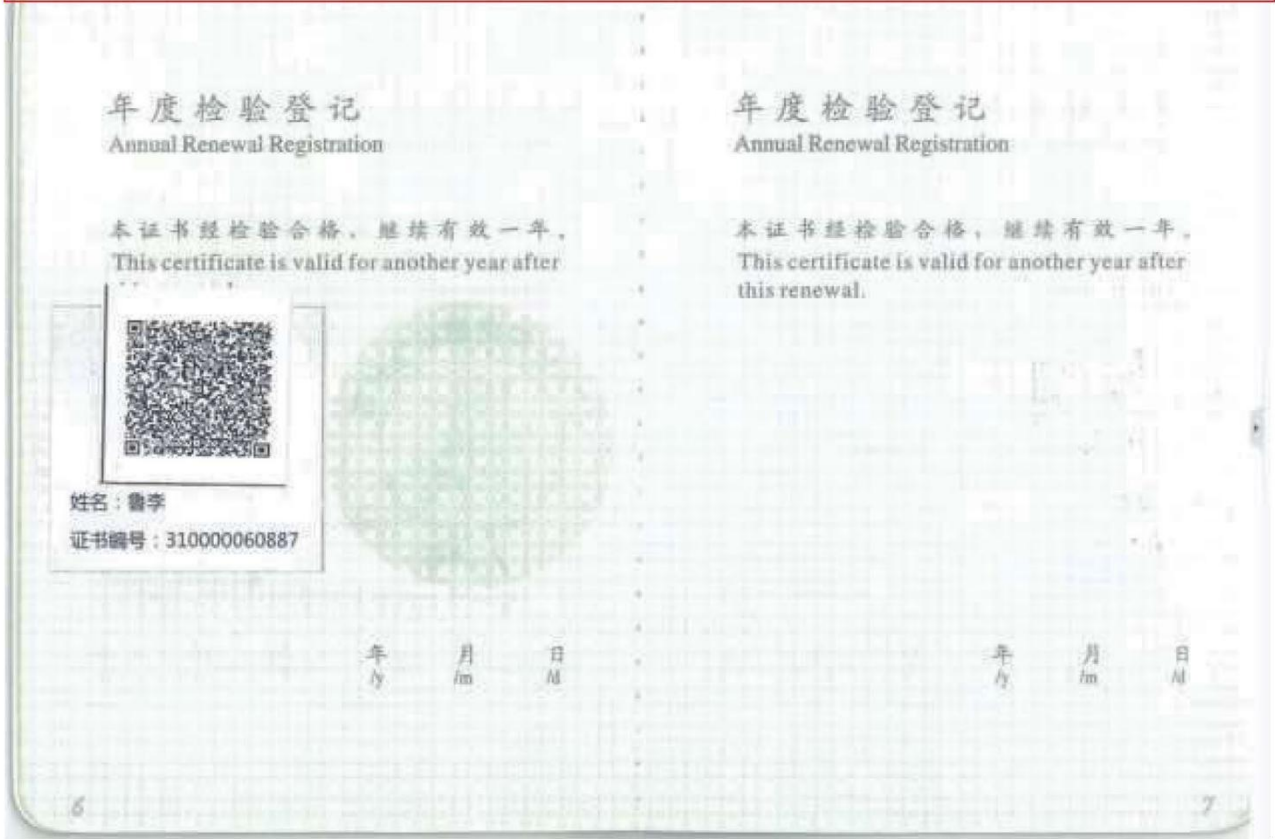 年度检验登记
Annual Renewal Registration
本证书经检验合格，继续有效一年。
This certificate is valid for another year after
姓名：鲁李
证书编号：310000060887
年 月 日
/y /m /d
6
年度检验登记
Annual Renewal Registration
本证书经检验合格，继续有效一年。
This certificate is valid for another year after
this renewal.
年 月 日
/y /m /d
7